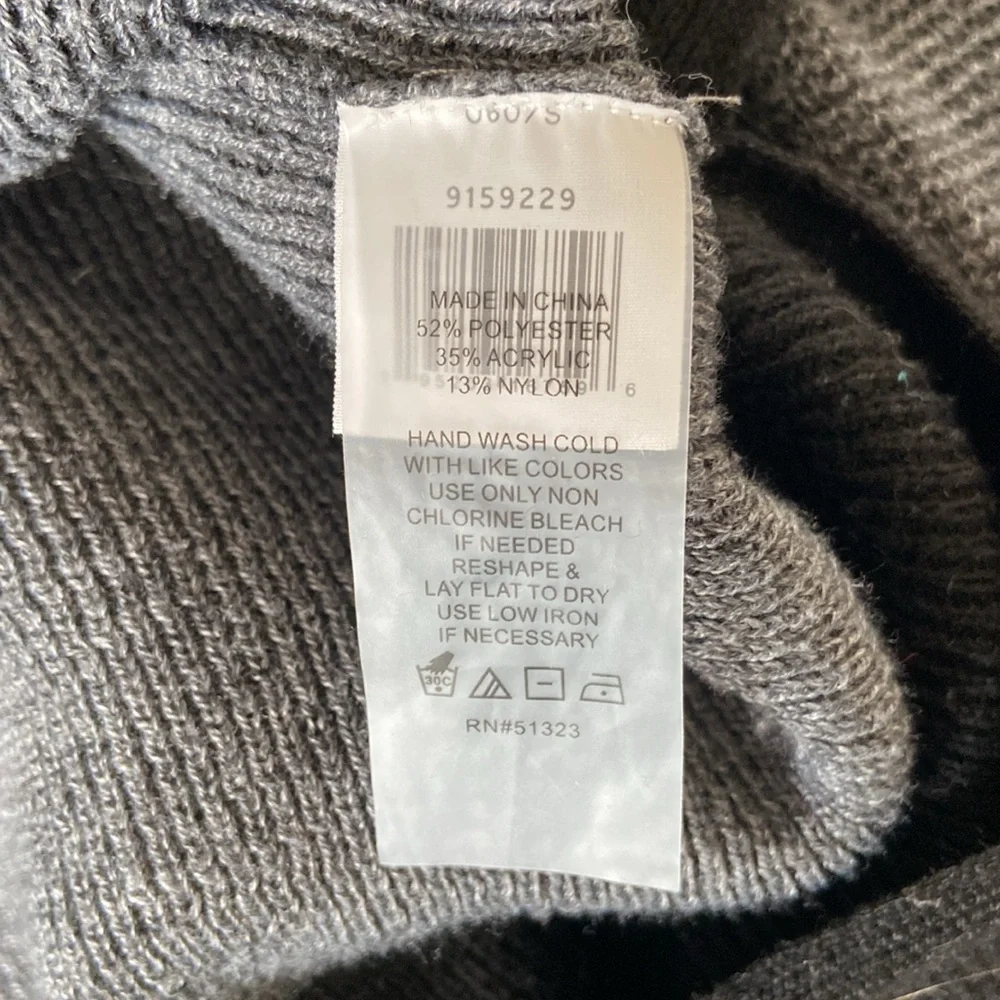 9159229
MADE IN CHINA
52% POLYESTER
35% ACRYLIC
13% NYLON
6
HAND WASH COLD
WITH LIKE COLORS
USE ONLY NON
CHLORINE BLEACH
IF NEEDED
RESHAPE &
LAY FLAT TO DRY
USE LOW IRON
IF NECESSARY
30C
RN#51323